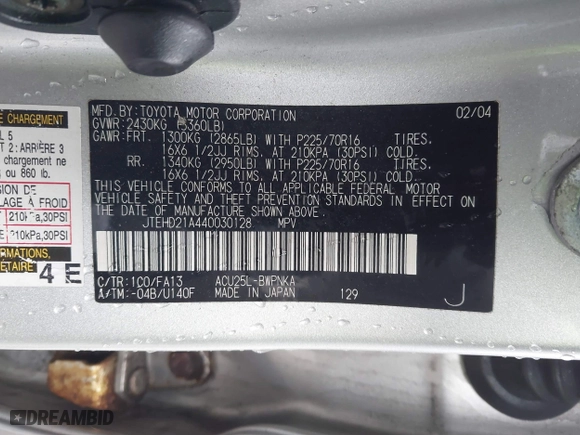 E CHARGEMENT
L 5
T 2: ARRIÈRE 3
chargement ne
ou 860 lb.
SION DE
LAGE À FROID
210kPa,30PSI
210kPa,30PSI
FORMATIONS
ÉTAIRE
4 E
MFD. BY: TOYOTA MOTOR CORPORATION 02/04
GVWR: 2430KG (5360LB)
GAWR: FRT. 1300KG (2865LB) WITH P225/70R16 TIRES.
16X6 1/2JJ RIMS. AT 210KPA (30PSI) COLD.
RR. 1340KG (2950LB) WITH P225/70R16 TIRES.
16X6 1/2JJ RIMS. AT 210KPA (30PSI) COLD.
THIS VEHICLE CONFORMS TO ALL APPLICABLE FEDERAL MOTOR
VEHICLE SAFETY AND THEFT PREVENTION STANDARDS IN EFFECT
ON THE DATE OF MANUFACTURE SHOWN ABOVE.
JTEHD21A440030128 MPV
C/TR: 1C0/FA13 ACU25L-BWPNKA
A/TM: -04B/U140F MADE IN JAPAN 129 J
DREAMBID